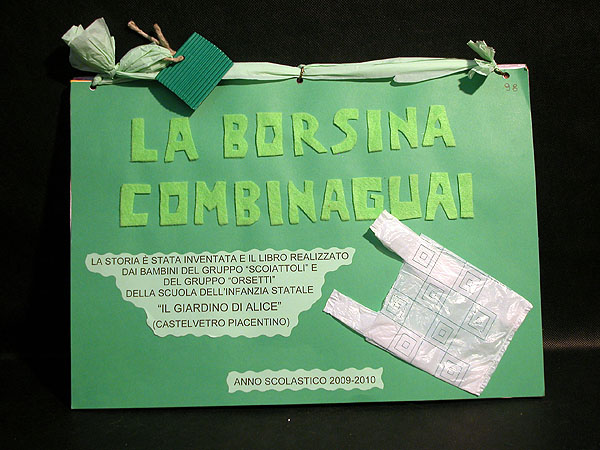 98
LA BORSINA
COMBINAGUAI
LA STORIA È STATA INVENTATA E IL LIBRO REALIZZATO
DAI BAMBINI DEL GRUPPO "SCOIATTOLI" E
DEL GRUPPO "ORSETTI"
DELLA SCUOLA DELL'INFANZIA STATALE
"IL GIARDINO DI ALICE"
(CASTELVETRO PIACENTINO)
ANNO SCOLASTICO 2009-2010